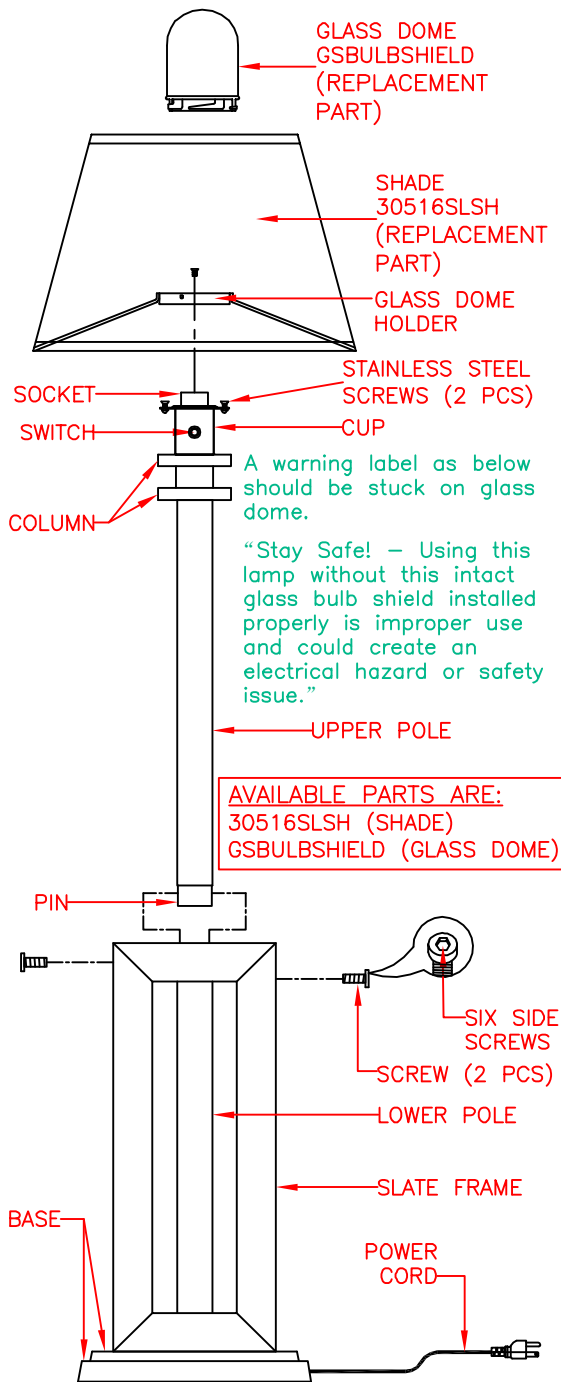 GLASS DOME
GSBULBSHIELD
(REPLACEMENT
PART)
SHADE
30516SLSH
(REPLACEMENT
PART)
GLASS DOME
HOLDER
STAINLESS STEEL
SCREWS (2 PCS)
SOCKET
SWITCH
CUP
COLUMN
A warning label as below
should be stuck on glass
dome.
“Stay Safe! – Using this
lamp without this intact
glass bulb shield installed
properly is improper use
and could create an
electrical hazard or safety
issue.”
UPPER POLE
AVAILABLE PARTS ARE:
30516SLSH (SHADE)
GSBULBSHIELD (GLASS DOME)
PIN
SIX SIDE
SCREWS
SCREW (2 PCS)
LOWER POLE
SLATE FRAME
BASE
POWER
CORD